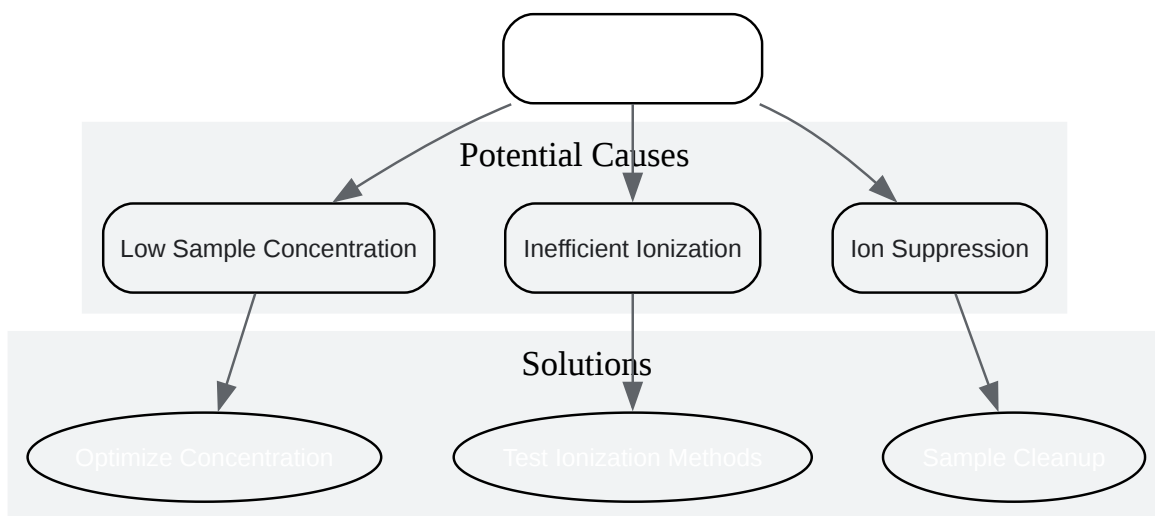 Potential Causes
Low Sample Concentration
Inefficient Ionization
Ion Suppression
Solutions
Optimize Concentration
Test Ionization Methods
Sample Cleanup